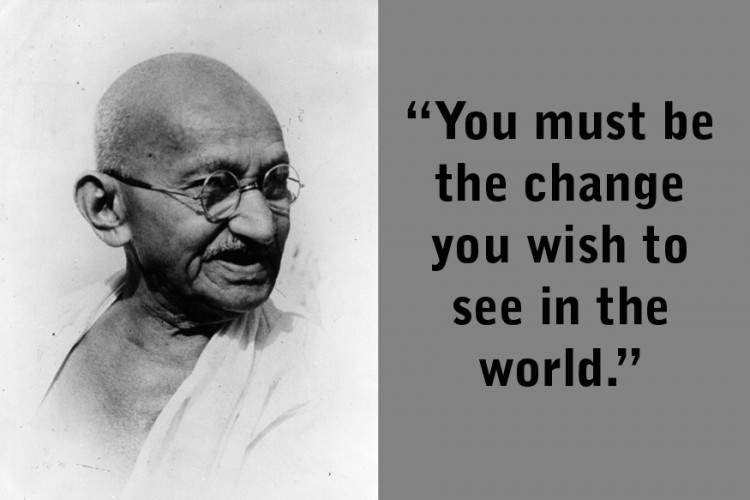 “You must be
the change
you wish to
see in the
world.”